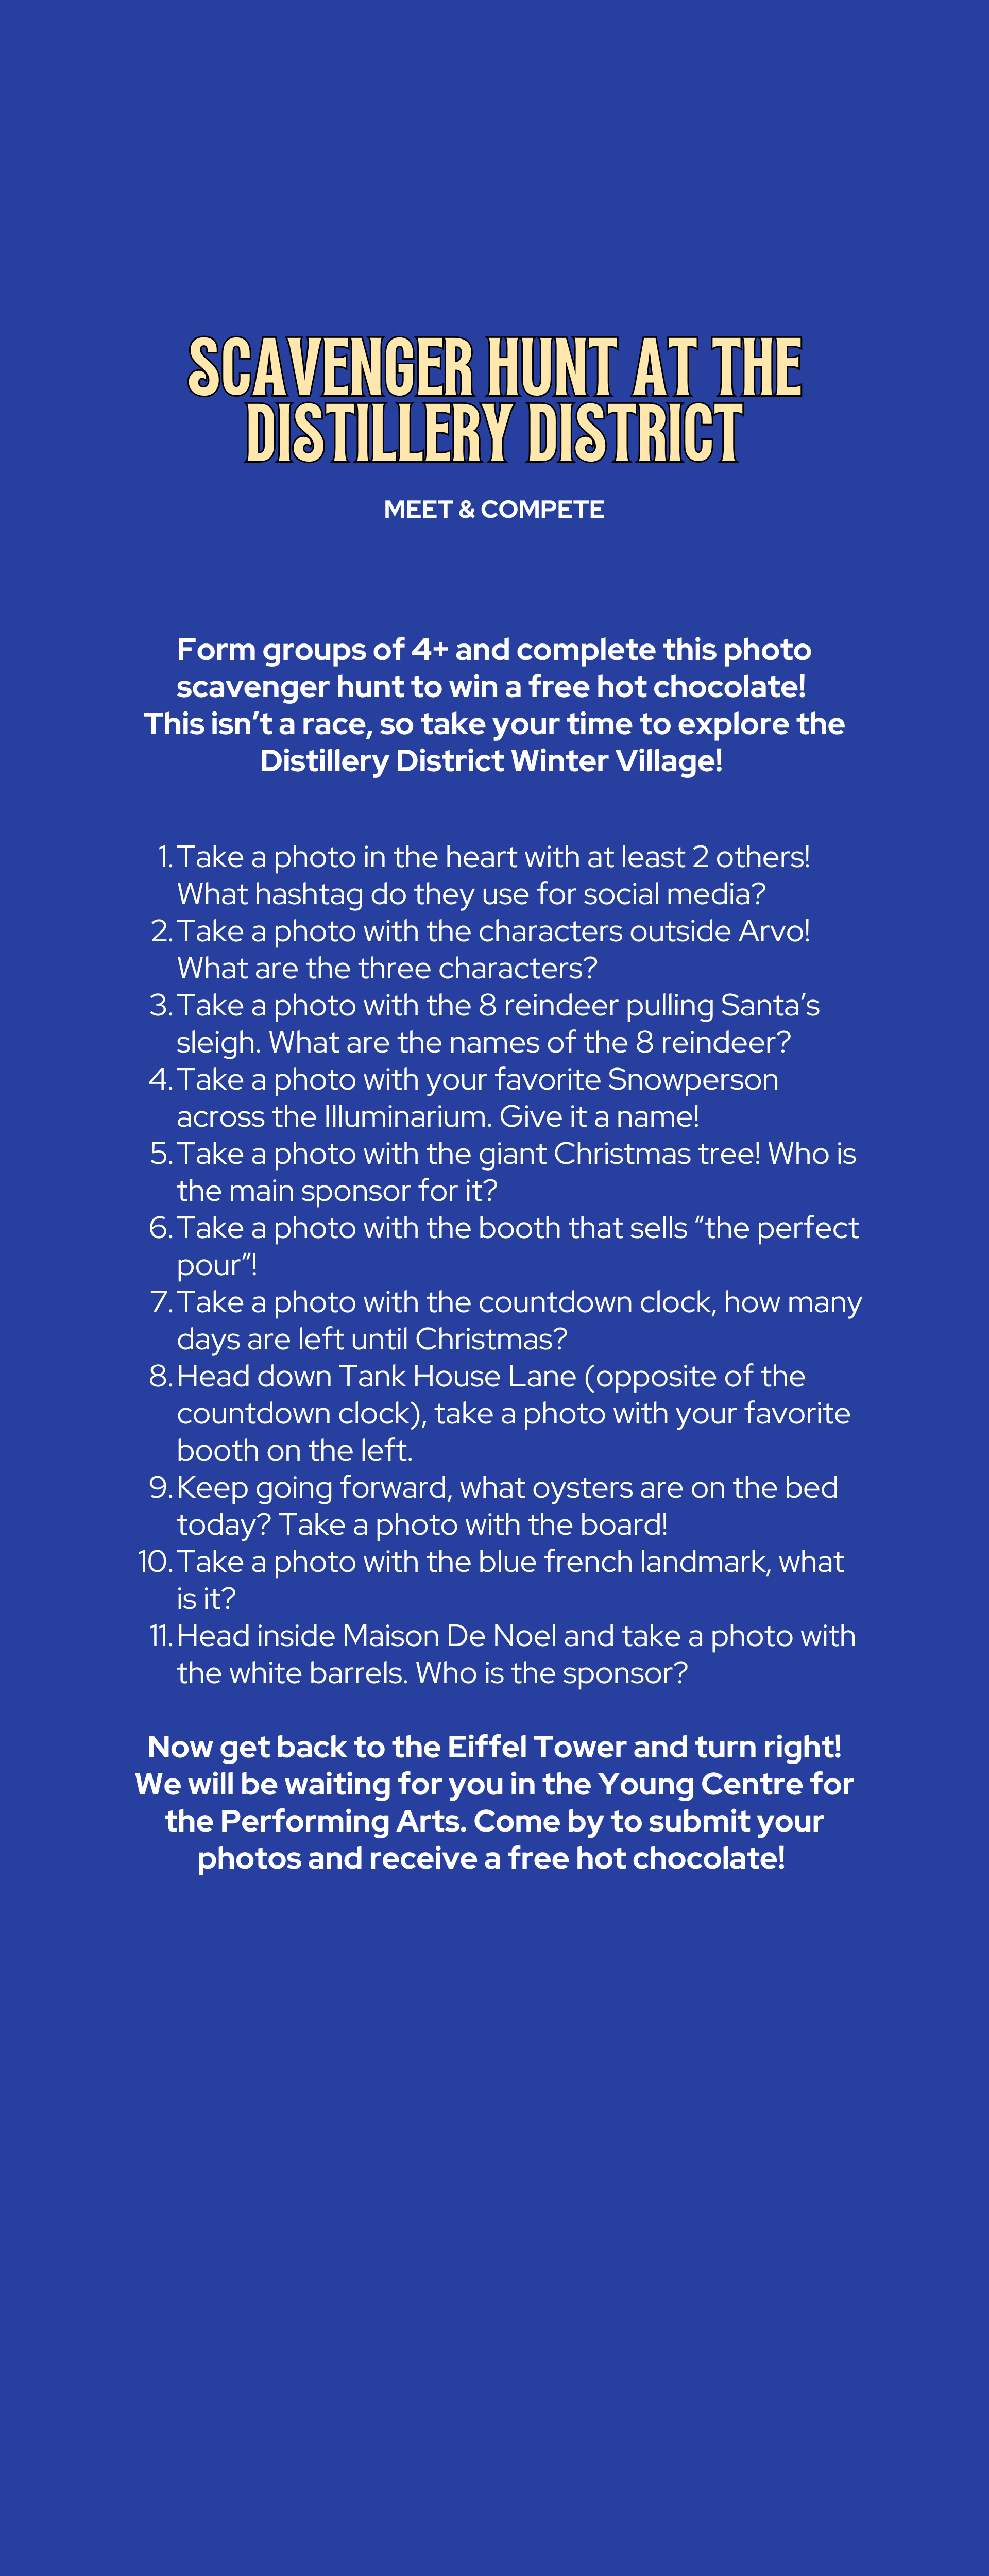 SCAVENGER HUNT AT THE
DISTILLERY DISTRICT
MEET & COMPETE
Form groups of 4+ and complete this photo
scavenger hunt to win a free hot chocolate!
This isn’t a race, so take your time to explore the
Distillery District Winter Village!
1. Take a photo in the heart with at least 2 others!
What hashtag do they use for social media?
2. Take a photo with the characters outside Arvo!
What are the three characters?
3. Take a photo with the 8 reindeer pulling Santa’s
sleigh. What are the names of the 8 reindeer?
4. Take a photo with your favorite Snowperson
across the Illuminarium. Give it a name!
5. Take a photo with the giant Christmas tree! Who is
the main sponsor for it?
6. Take a photo with the booth that sells “the perfect
pour”!
7. Take a photo with the countdown clock, how many
days are left until Christmas?
8. Head down Tank House Lane (opposite of the
countdown clock), take a photo with your favorite
booth on the left.
9. Keep going forward, what oysters are on the bed
today? Take a photo with the board!
10. Take a photo with the blue french landmark, what
is it?
11. Head inside Maison De Noel and take a photo with
the white barrels. Who is the sponsor?
Now get back to the Eiffel Tower and turn right!
We will be waiting for you in the Young Centre for
the Performing Arts. Come by to submit your
photos and receive a free hot chocolate!